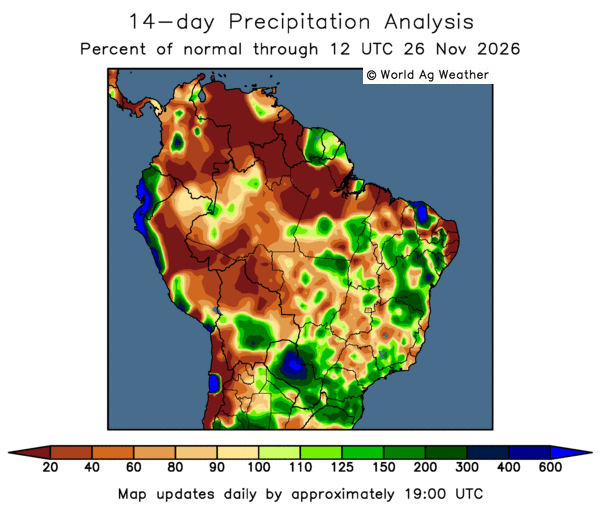 14-day Precipitation Analysis
Percent of normal through 12 UTC 26 Nov 2026
© World Ag Weather
20 40 60 80 90 100 110 125 150 200 300 400 600
Map updates daily by approximately 19:00 UTC